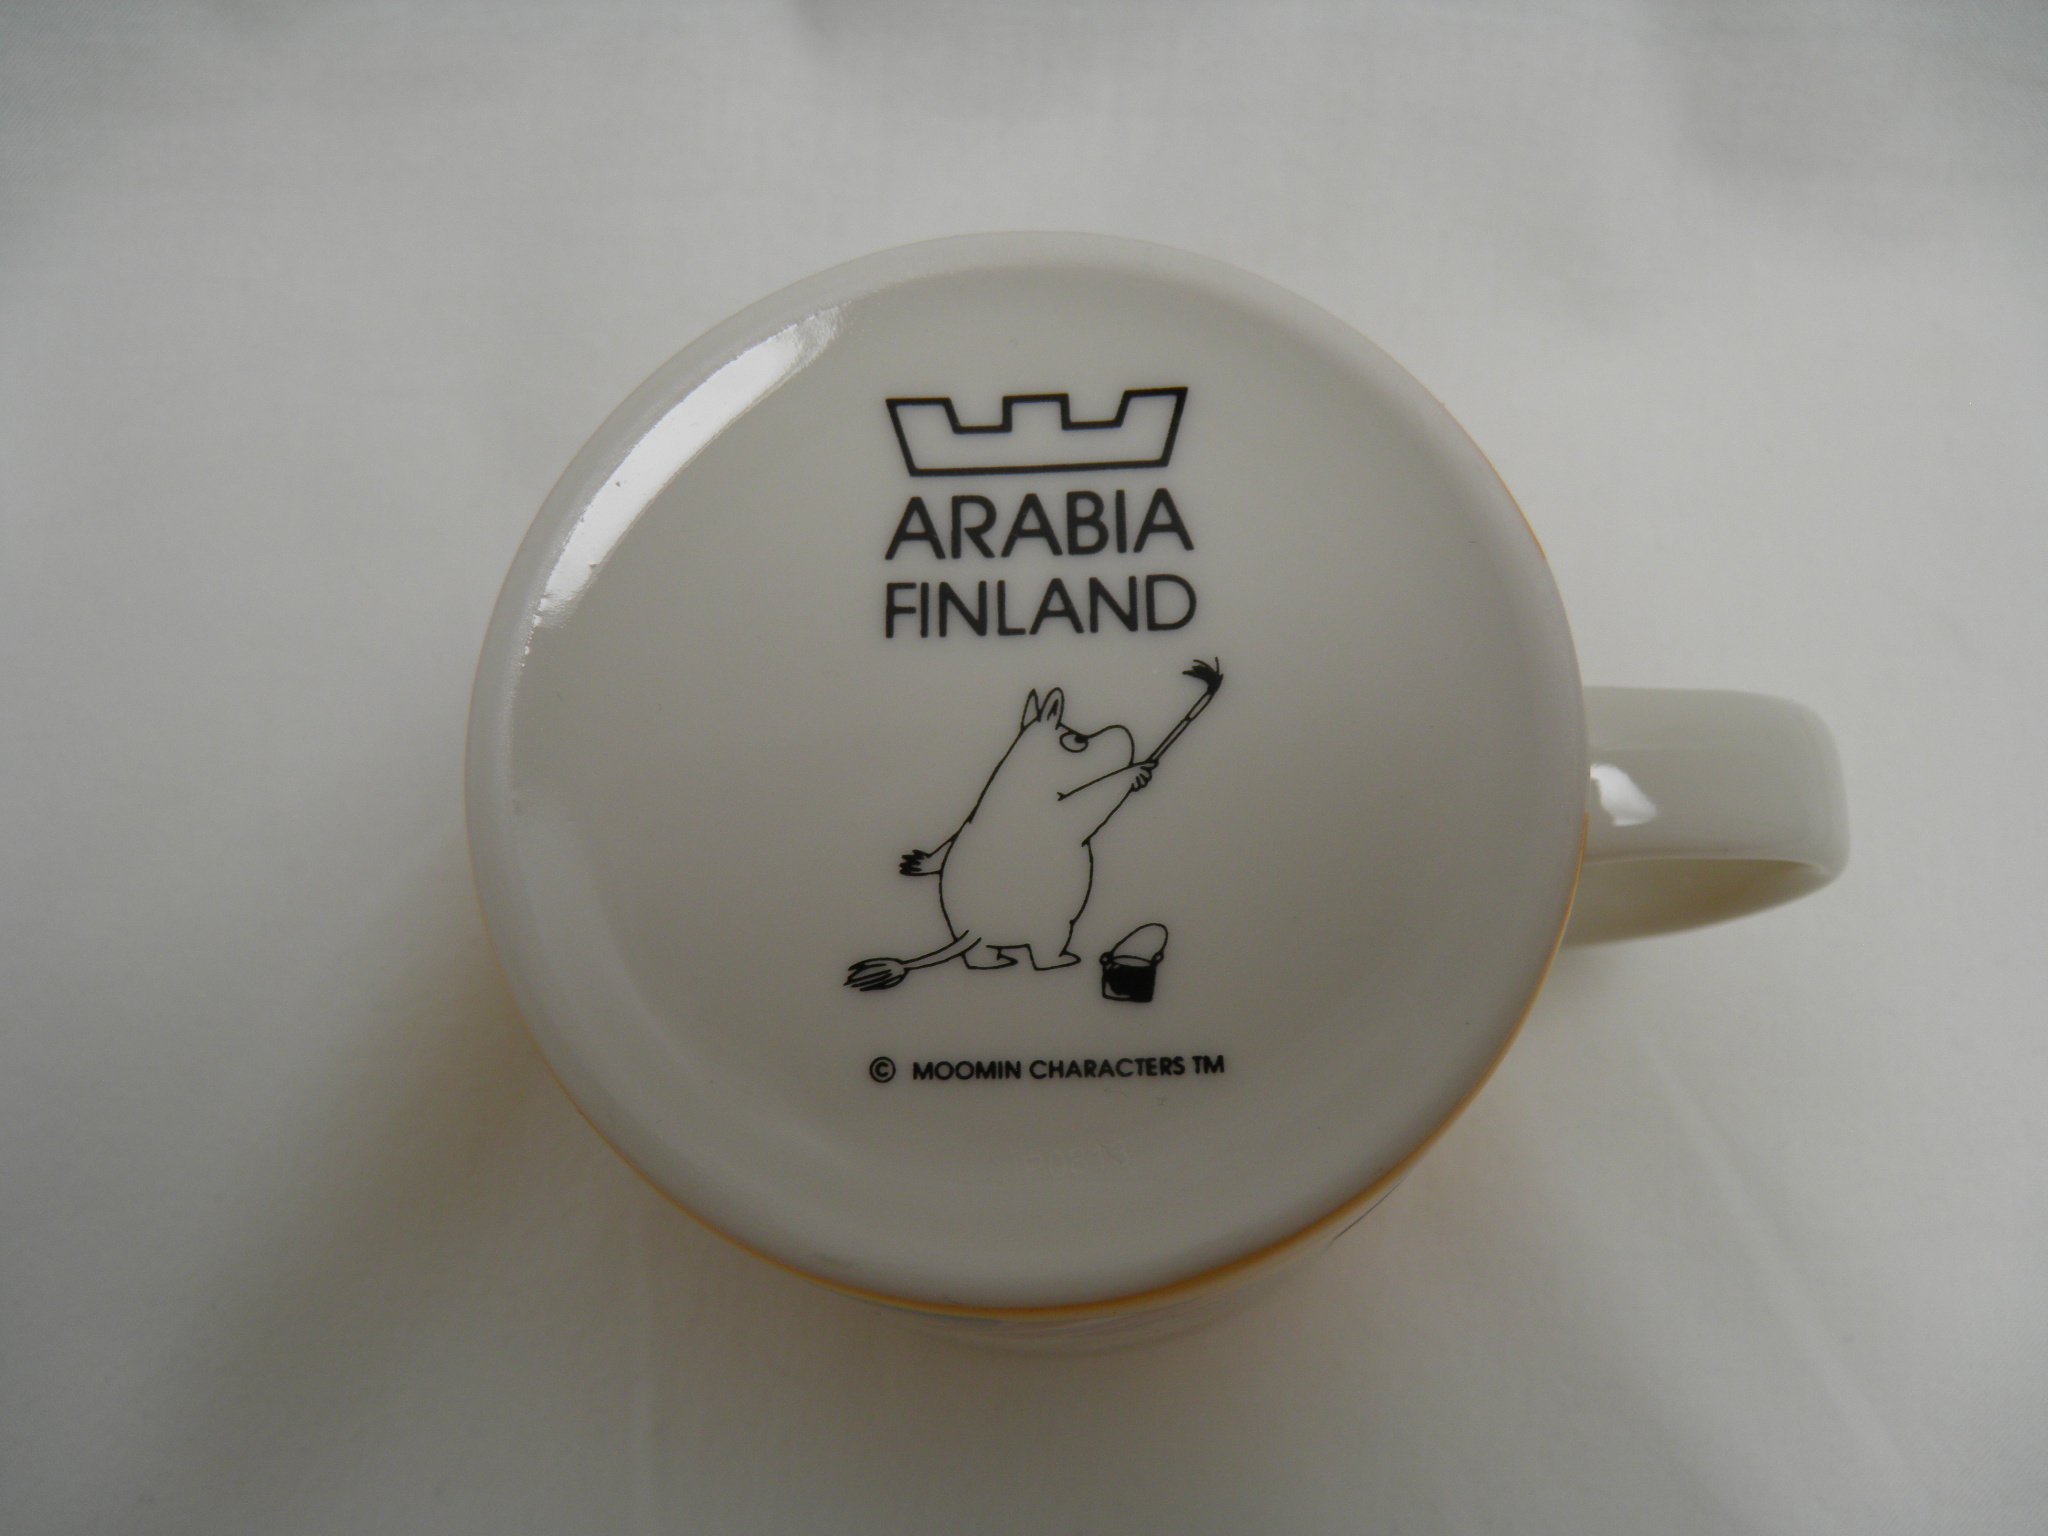 ARABIA
FINLAND
© MOOMIN CHARACTERS TM